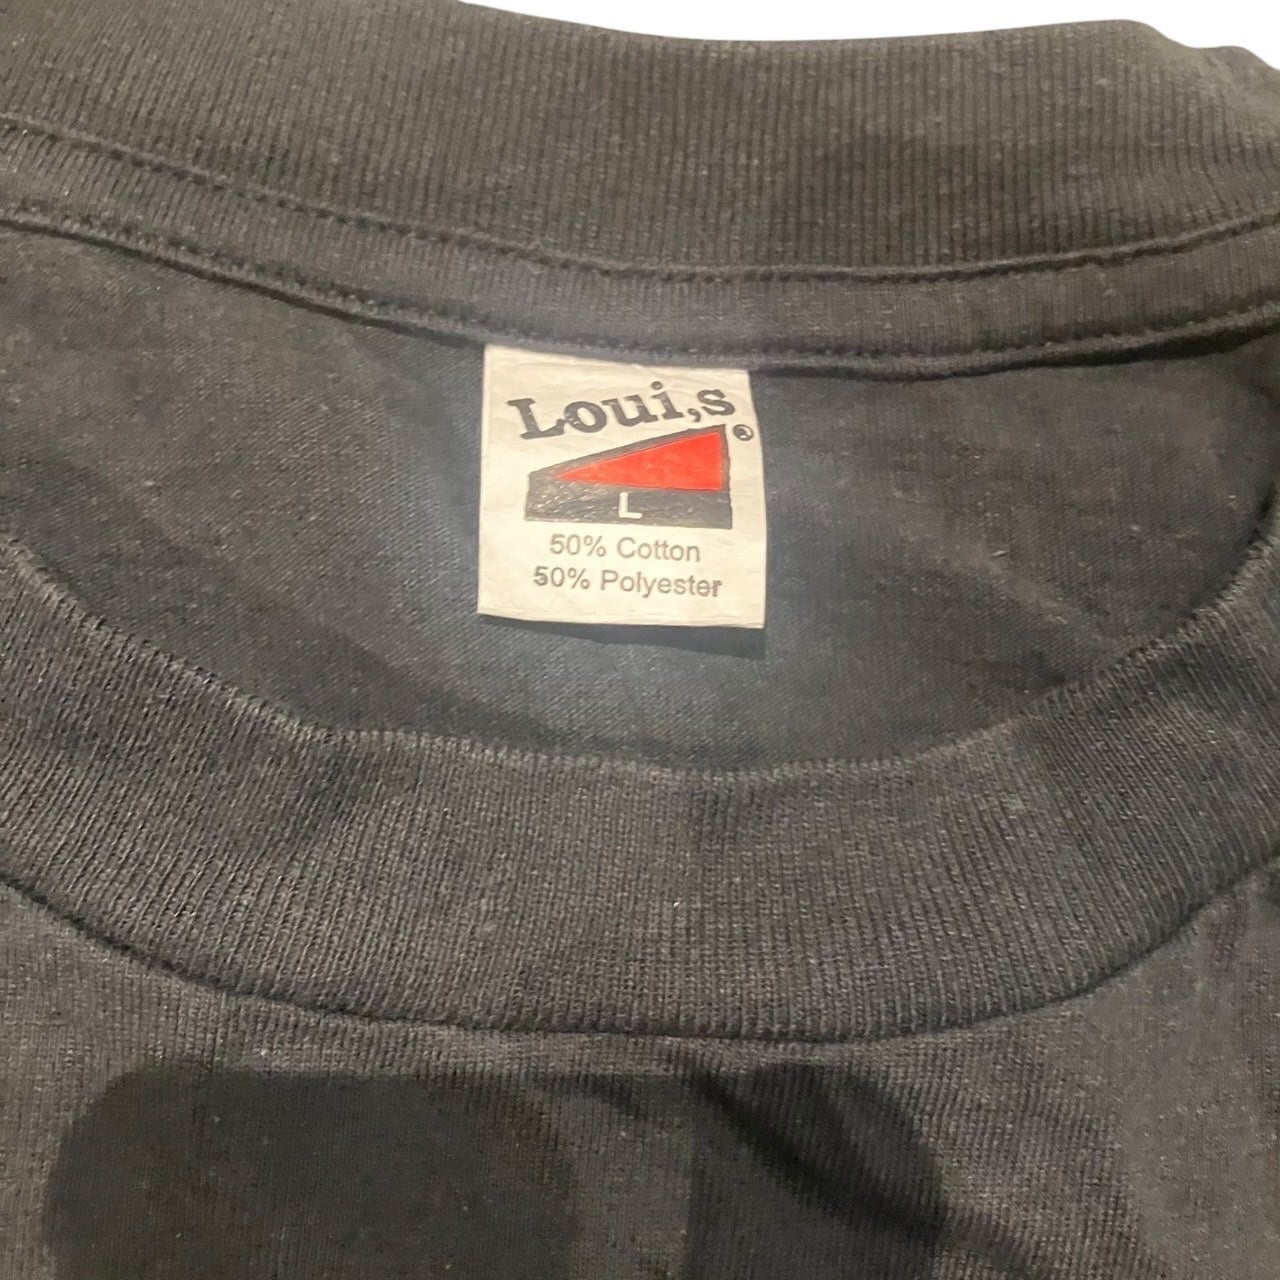 Loui,s
®
L
50% Cotton
50% Polyester